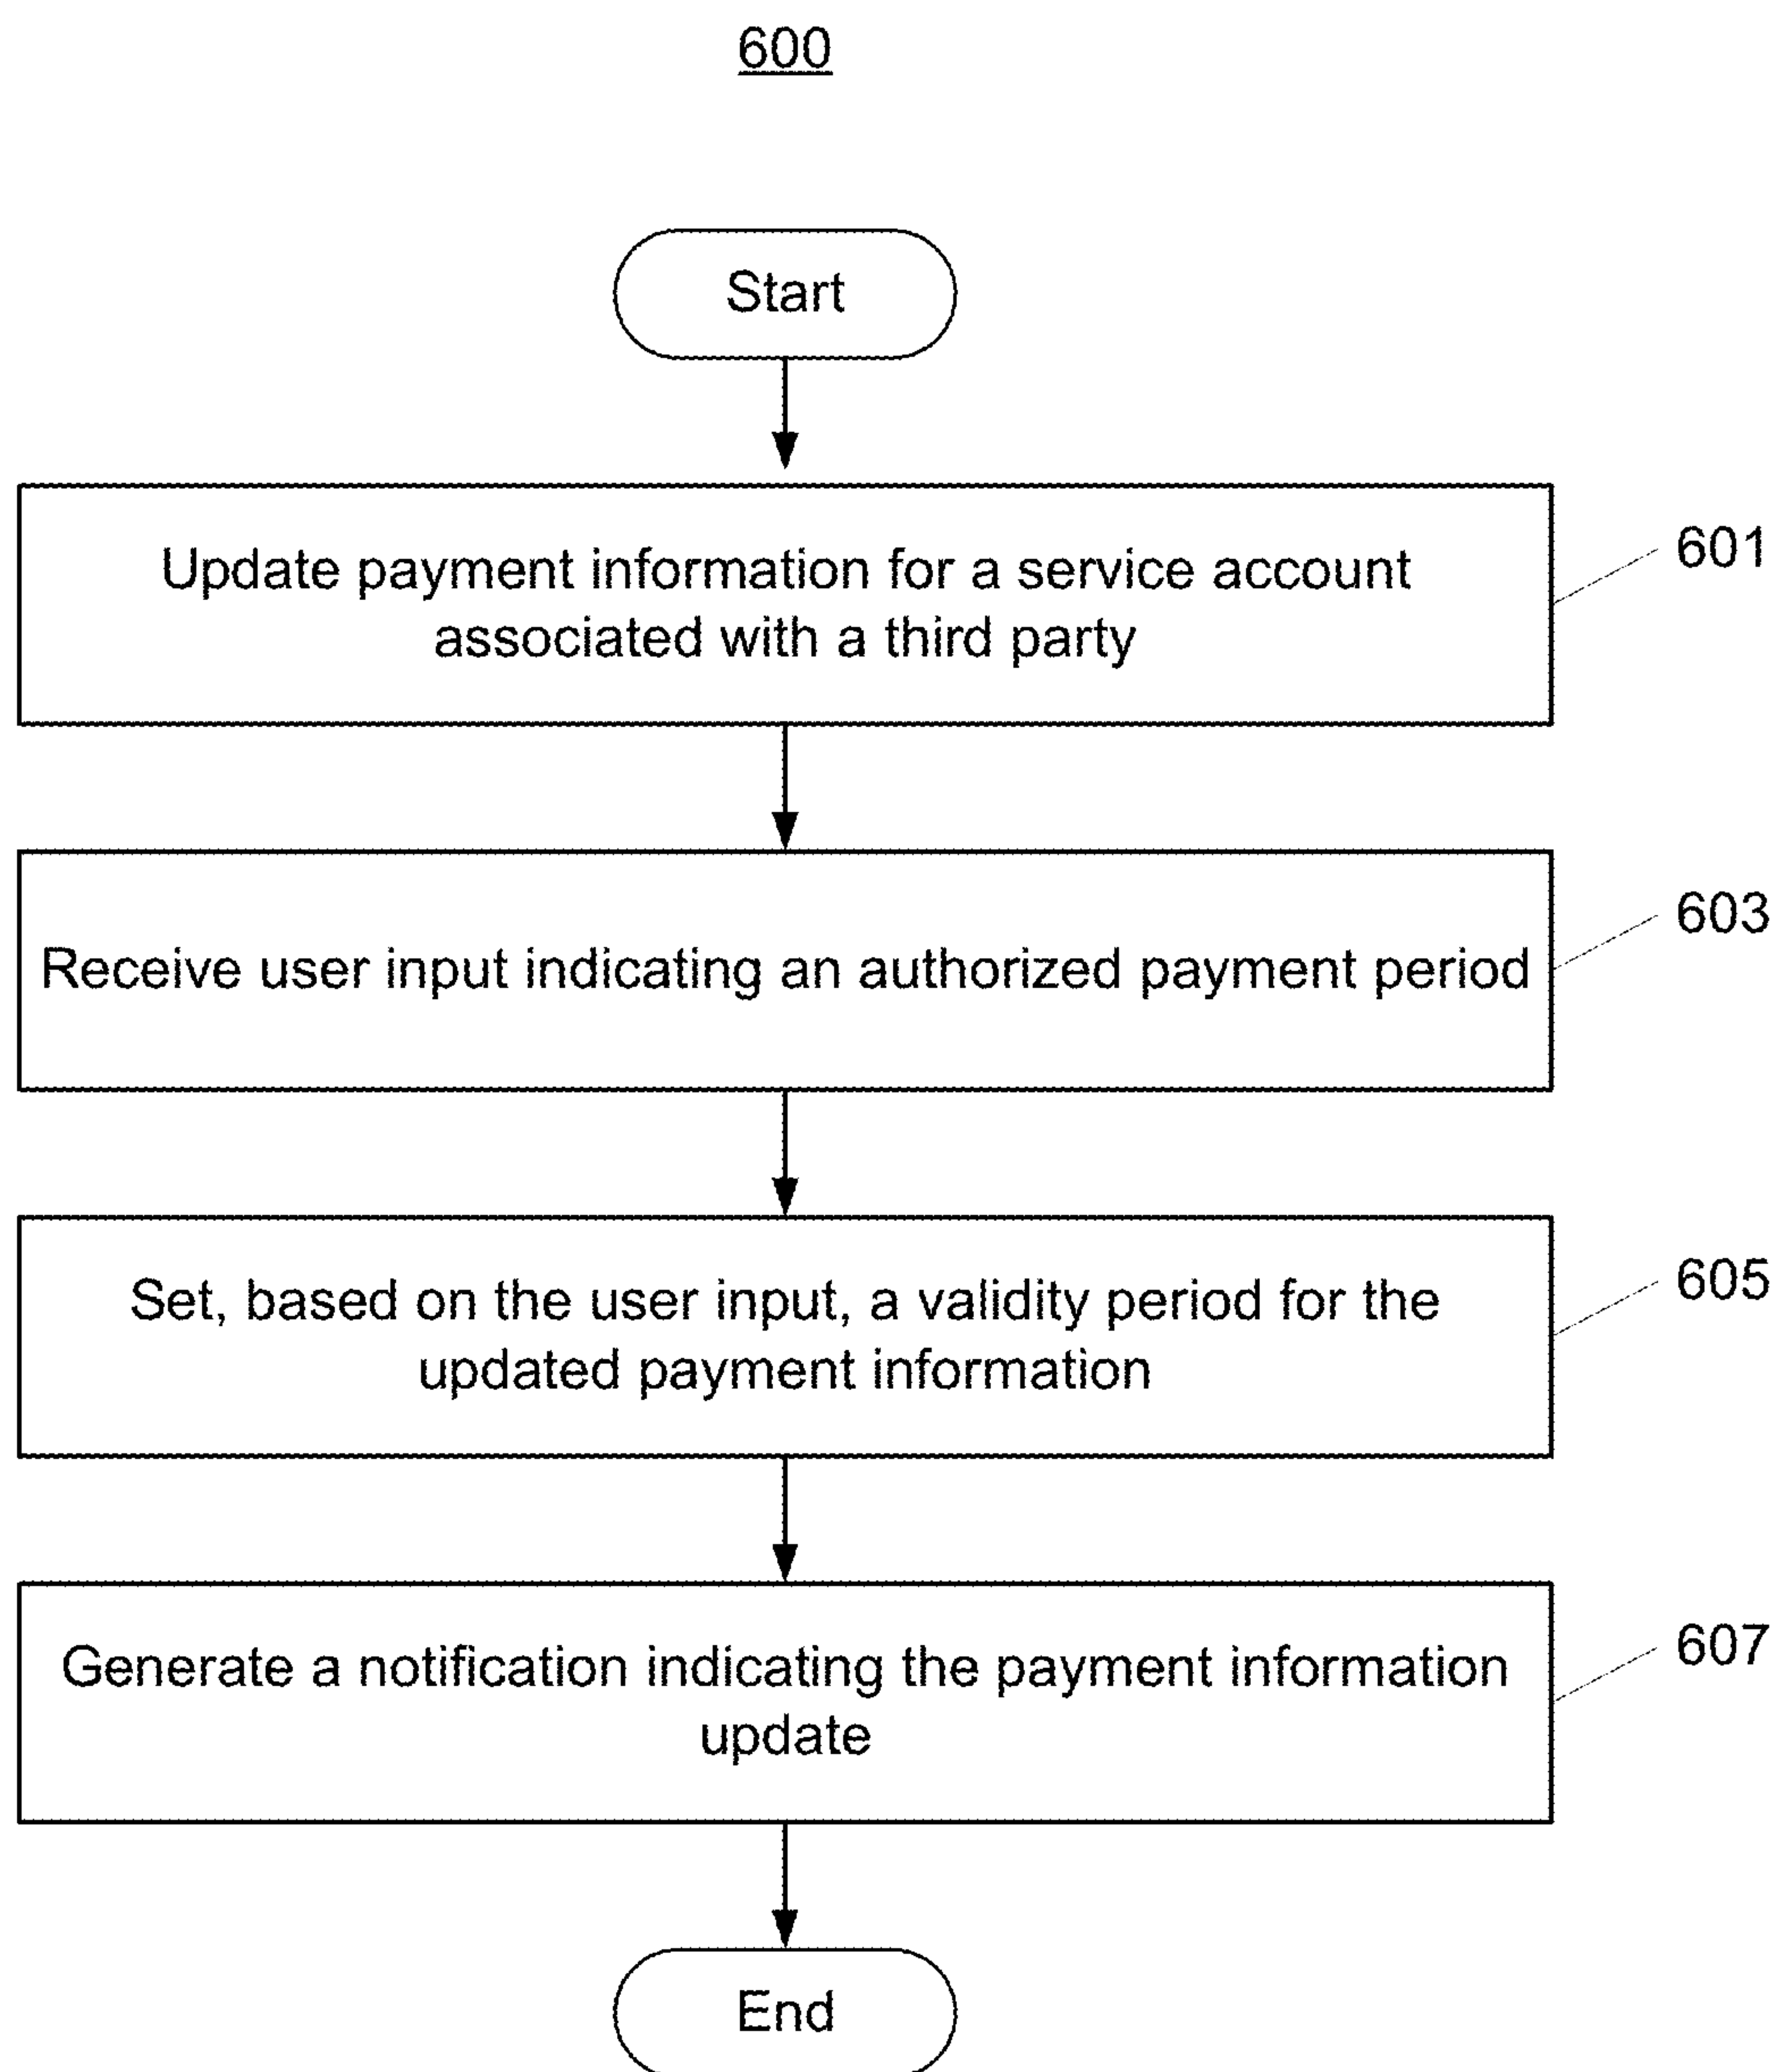 600
Start
Update payment information for a service account
associated with a third party
601
Receive user input indicating an authorized payment period
603
Set, based on the user input, a validity period for the
updated payment information
605
Generate a notification indicating the payment information
update
607
End